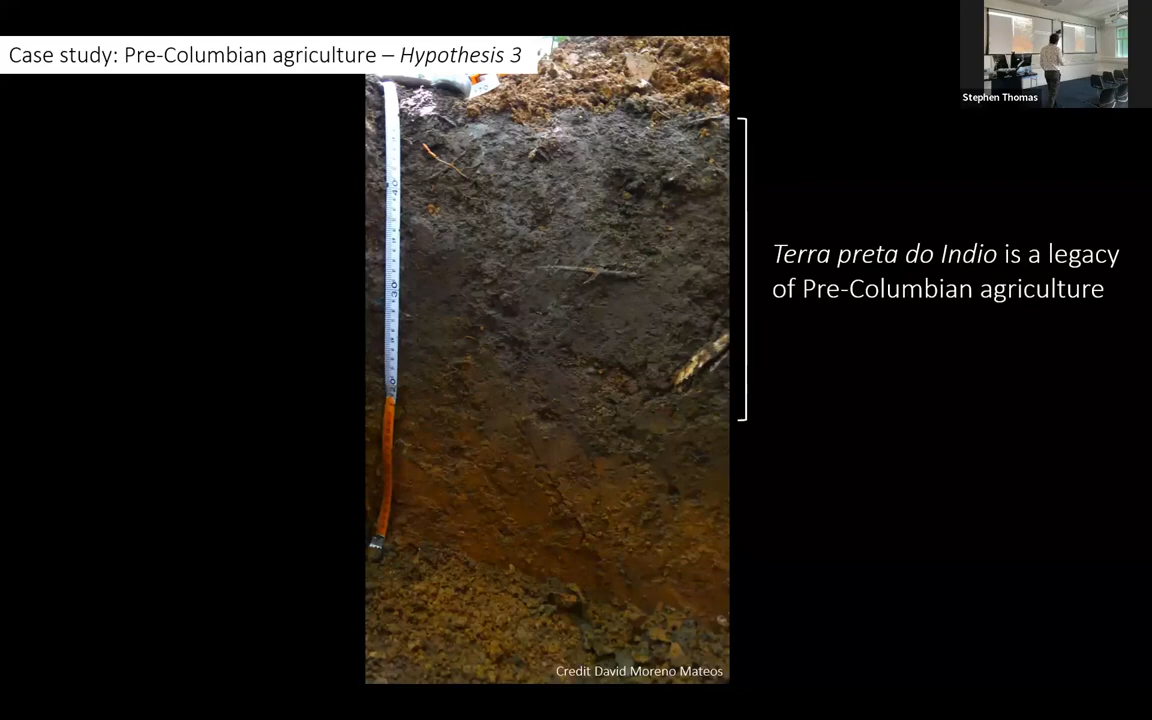 Case study: Pre-Columbian agriculture – Hypothesis 3
Stephen Thomas
Terra preta do Indio is a legacy
of Pre-Columbian agriculture
Credit David Moreno Mateos